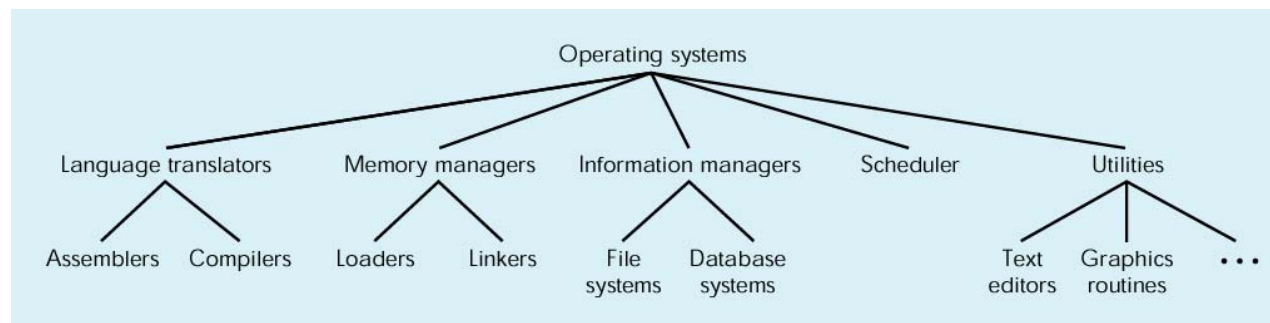 Operating systems
Language translators Memory managers Information managers Scheduler Utilities
Assemblers Compilers Loaders Linkers File systems Database systems Text editors Graphics routines ...